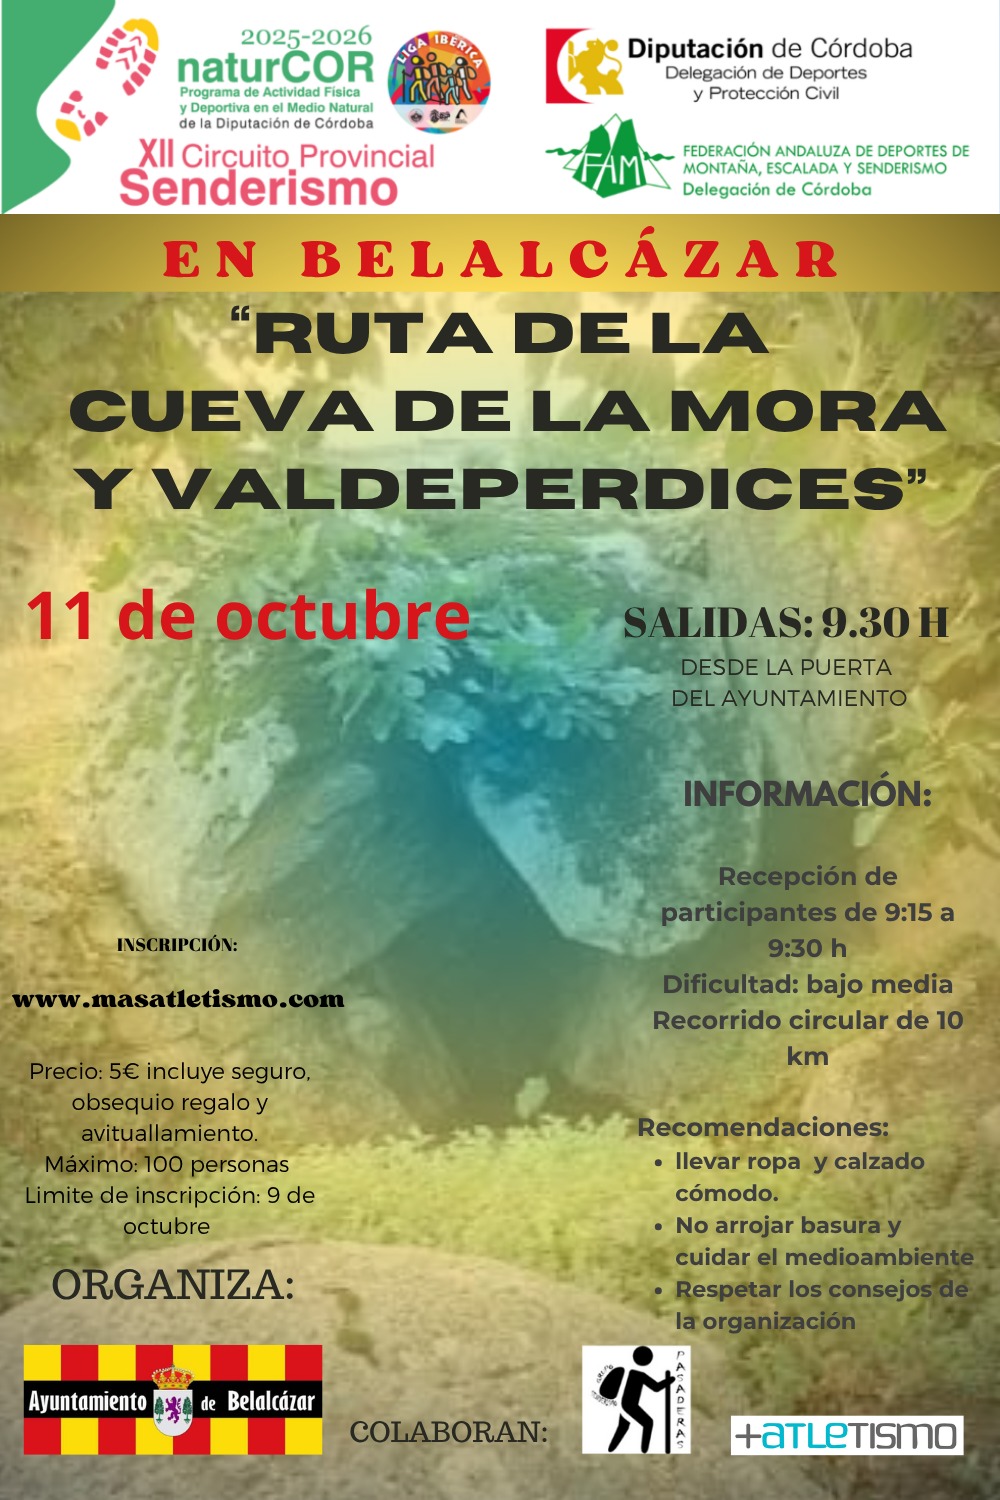 2025-2026
naturCOR
Programa de Actividad Física
y Deportiva en el Medio Natural
de la Diputación de Córdoba
XII Circuito Provincial
Senderismo
LIGA IBÉRICA
Diputación de Córdoba
Delegación de Deportes
y Protección Civil
FAM
FEDERACIÓN ANDALUZA DE DEPORTES DE
MONTAÑA, ESCALADA Y SENDERISMO
Delegación de Córdoba
EN BELALCÁZAR
“RUTA DE LA
CUEVA DE LA MORA
Y VALDEPERDICES”
11 de octubre
SALIDAS: 9.30 H
DESDE LA PUERTA
DEL AYUNTAMIENTO
INFORMACIÓN:
Recepción de
participantes de 9:15 a
9:30 h
Dificultad: bajo media
Recorrido circular de 10
km
INSCRIPCIÓN:
www.masatletismo.com
Precio: 5€ incluye seguro,
obsequio regalo y
avituallamiento.
Máximo: 100 personas
Limite de inscripción: 9 de
octubre
Recomendaciones:
• llevar ropa  y calzado
cómodo.
• No arrojar basura y
cuidar el medioambiente
• Respetar los consejos de
la organización
ORGANIZA:
Ayuntamiento de Belalcázar
COLABORAN:
PASADERAS
+ATLETISMO